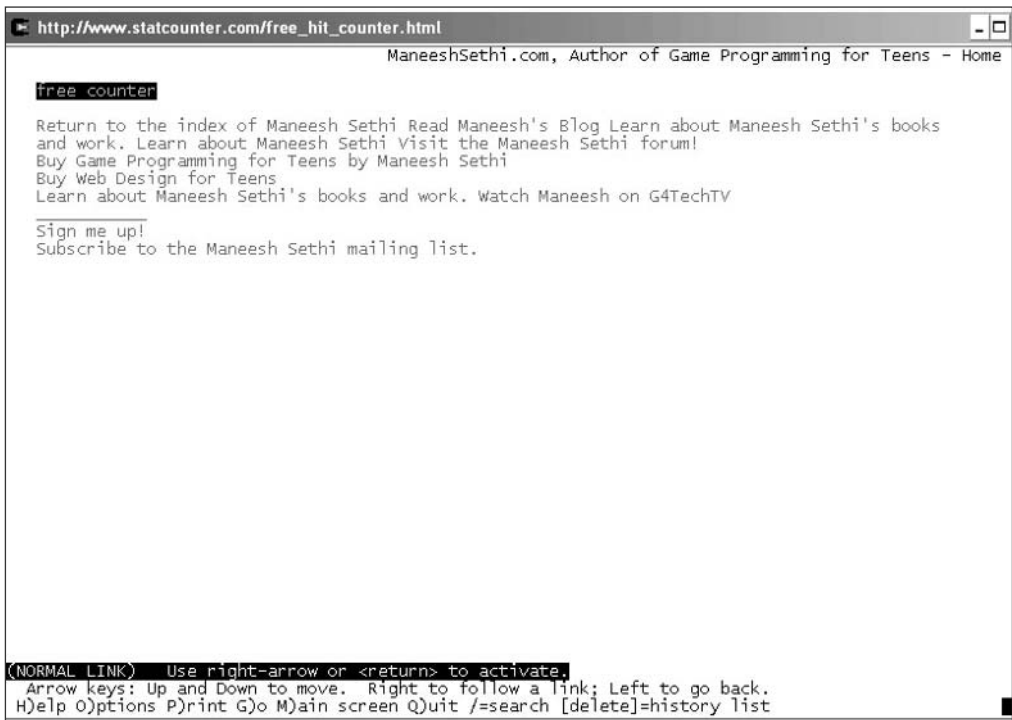 http://www.statcounter.com/free_hit_counter.html
ManeeshSethi.com, Author of Game Programming for Teens - Home
free counter
Return to the index of Maneesh Sethi Read Maneesh's Blog Learn about Maneesh Sethi's books
and work. Learn about Maneesh Sethi Visit the Maneesh Sethi forum!
Buy Game Programming for Teens by Maneesh Sethi
Buy Web Design for Teens
Learn about Maneesh Sethi's books and work. Watch Maneesh on G4TechTV
Sign me up!
Subscribe to the Maneesh Sethi mailing list.
(NORMAL LINK) Use right-arrow or <return> to activate.
Arrow keys: Up and Down to move. Right to follow a link; Left to go back.
H)elp O)ptions P)rint G)o M)ain screen Q)uit /=search [delete]=history list